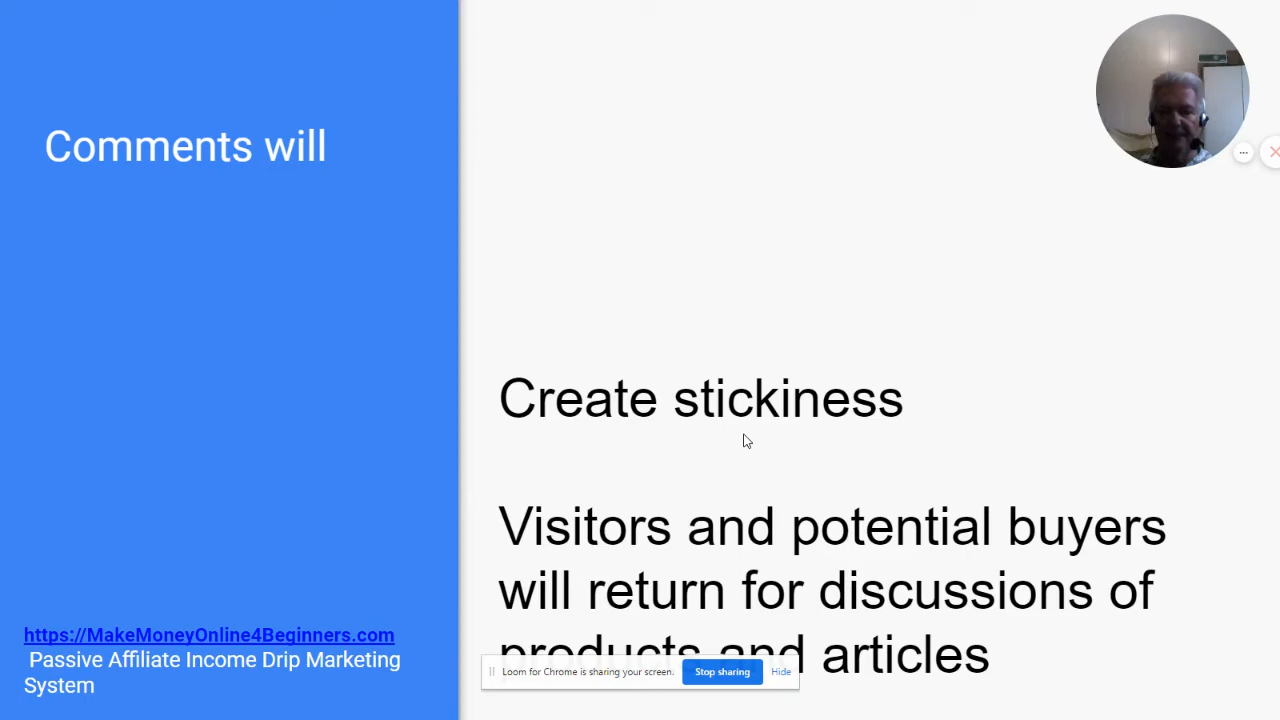 Comments will
Create stickiness
Visitors and potential buyers
will return for discussions of
products and articles
https://MakeMoneyOnline4Beginners.com
Passive Affiliate Income Drip Marketing
System
Loom for Chrome is sharing your screen.
Stop sharing
Hide